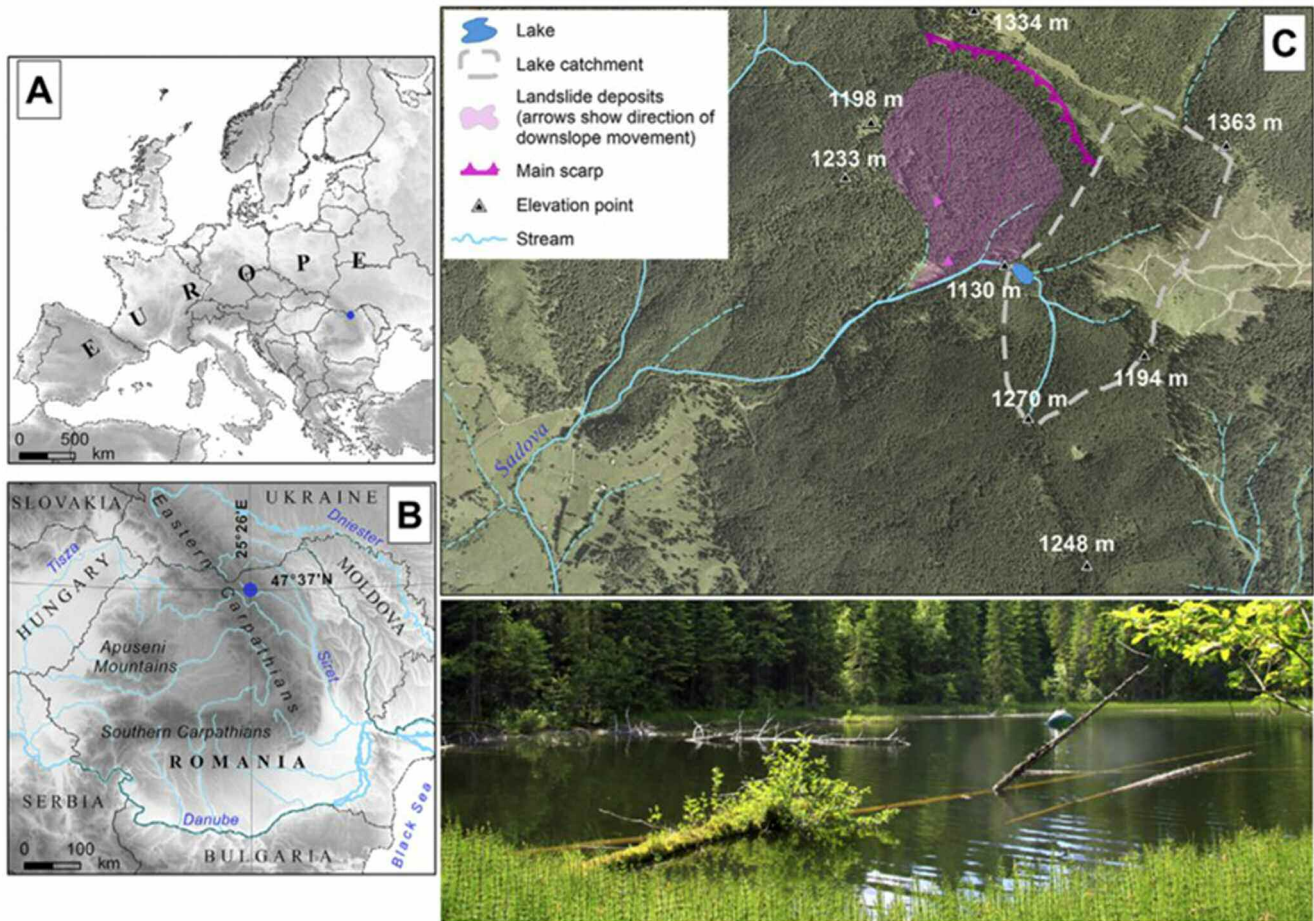 A
E U R O P E
0 500
km
B
SLOVAKIA
UKRAINE
Eastern Carpathians
25°26'E
Dniester
Tisza
47°37'N
MOLDOVA
HUNGARY
Apuseni
Mountains
Siret
Southern Carpathians
ROMANIA
SERBIA
Danube
Black Sea
0 100
km
BULGARIA
C
Lake
Lake catchment
Landslide deposits
(arrows show direction of
downslope movement)
Main scarp
Elevation point
Stream
1334 m
1198 m
1363 m
1233 m
1130 m
1194 m
1270 m
Sadova
1248 m